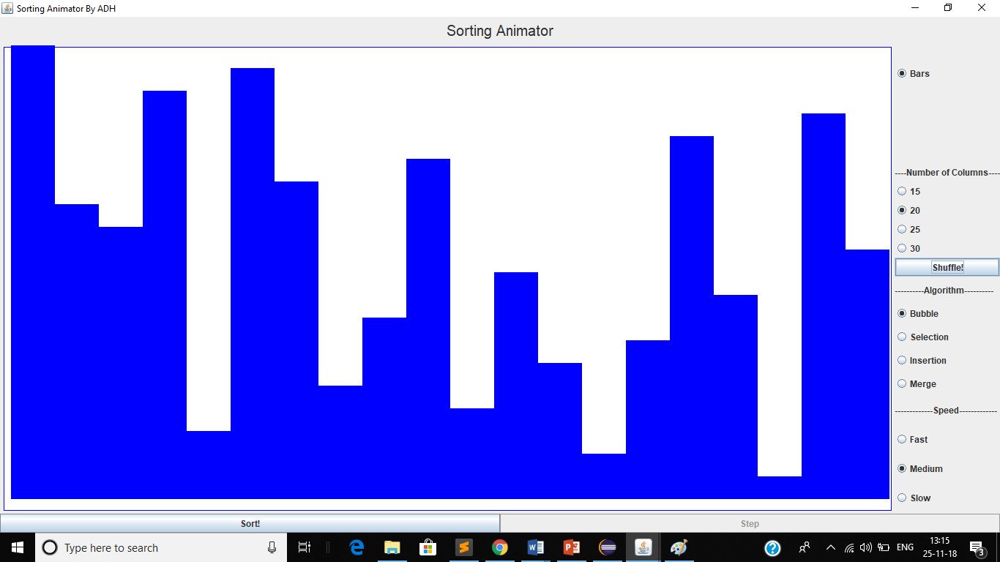 Sorting Animator By ADH
Sorting Animator
Bars
----Number of Columns----
15
20
25
30
Shuffle!
----------Algorithm----------
Bubble
Selection
Insertion
Merge
-------------Speed-------------
Fast
Medium
Slow
Sort!
Step
Type here to search
ENG
13:15
25-11-18
3